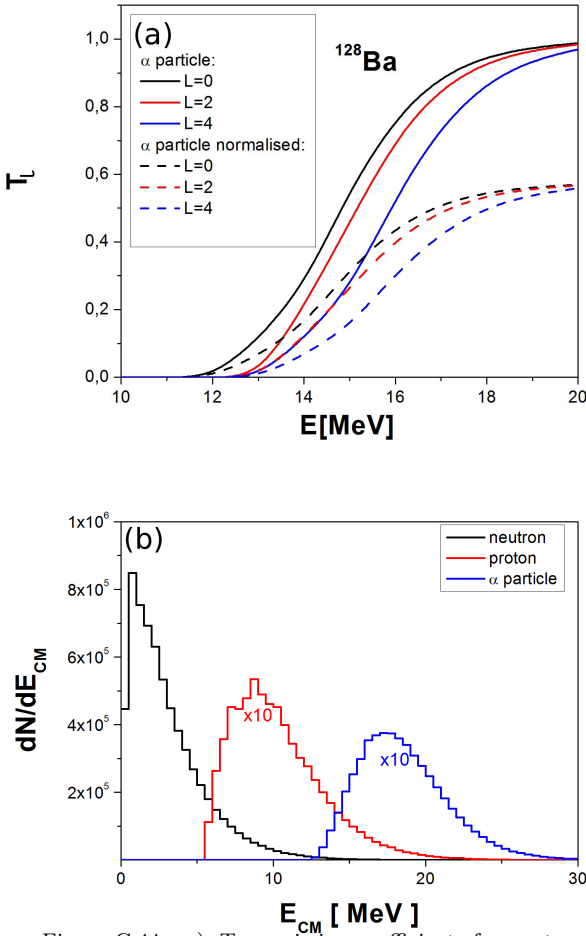 (a)
128Ba
α particle:
L=0
L=2
L=4
α particle normalised:
L=0
L=2
L=4
1,0
0,8
0,6
0,4
0,2
0,0
Tl
10 12 14 16 18 20
E[MeV]
(b)
neutron
proton
α particle
1x10^6
8x10^5
6x10^5
4x10^5
2x10^5
dN/dE_CM
x10
x10
0 10 20 30
E_CM [ MeV ]